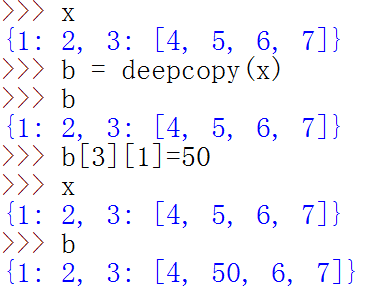 >>> x
{1: 2, 3: [4, 5, 6, 7]}
>>> b = deepcopy(x)
>>> b
{1: 2, 3: [4, 5, 6, 7]}
>>> b[3][1]=50
>>> x
{1: 2, 3: [4, 5, 6, 7]}
>>> b
{1: 2, 3: [4, 50, 6, 7]}